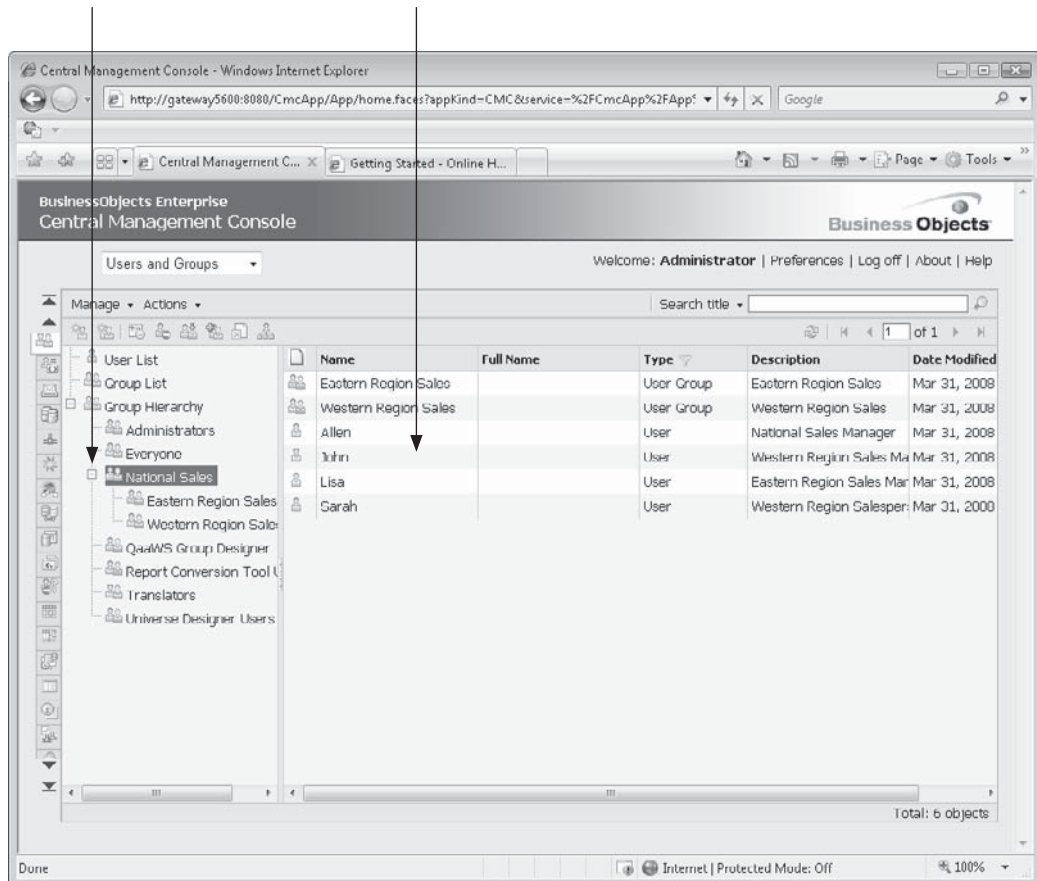 Central Management Console - Windows Internet Explorer
http://gateway5600:8080/CmcApp/App/home.faces?appKind=CMC&service=%2FCmcApp%2FApp
Google
Central Management C...
Getting Started - Online H...
Page
Tools
BusinessObjects Enterprise
Central Management Console
Business Objects
Users and Groups
Welcome: Administrator | Preferences | Log off | About | Help
Manage
Actions
Search title
1 of 1
User List
Group List
Group Hierarchy
Administrators
Everyone
National Sales
Eastern Region Sales
Western Region Sale
QaaWS Group Designer
Report Conversion Tool U
Translators
Universe Designer Users
Name Full Name Type Description Date Modified
Eastern Region Sales User Group Eastern Region Sales Mar 31, 2008
Western Region Sales User Group Western Region Sales Mar 31, 2008
Allen User National Sales Manager Mar 31, 2008
John User Western Region Sales Ma Mar 31, 2008
Lisa User Eastern Region Sales Man Mar 31, 2008
Sarah User Western Region Salesper Mar 31, 2008
Total: 6 objects
Done
Internet | Protected Mode: Off
100%